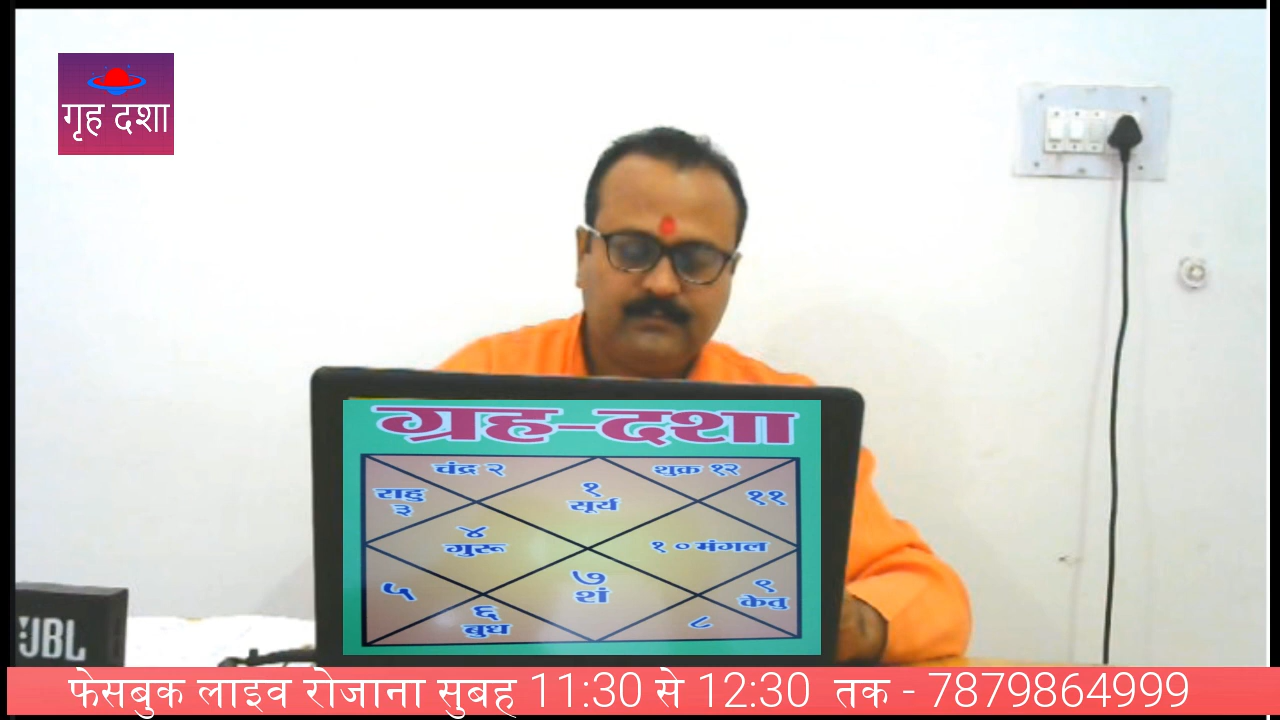 गृह दशा
ग्रह-दशा
चंद्र २
शुक्र १२
राहु
३
१
सूर्य
११
४
गुरू
१० मंगल
५
७
शं
९
केतु
६
बुध
८
JBL
फेसबुक लाइव रोजाना सुबह 11:30 से 12:30 तक - 7879864999